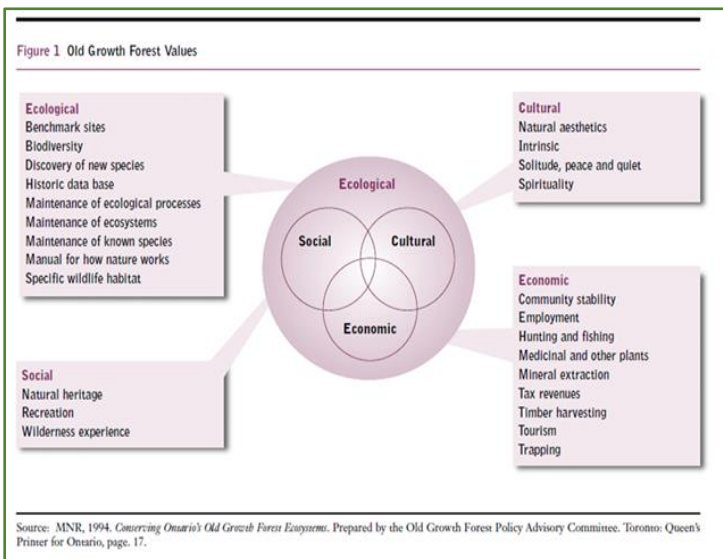 Figure 1 Old Growth Forest Values
Ecological
Benchmark sites
Biodiversity
Discovery of new species
Historic data base
Maintenance of ecological processes
Maintenance of ecosystems
Maintenance of known species
Manual for how nature works
Specific wildlife habitat
Cultural
Natural aesthetics
Intrinsic
Solitude, peace and quiet
Spirituality
Ecological
Social
Cultural
Economic
Social
Natural heritage
Recreation
Wilderness experience
Economic
Community stability
Employment
Hunting and fishing
Medicinal and other plants
Mineral extraction
Tax revenues
Timber harvesting
Tourism
Trapping
Source: MNR, 1994. Conserving Ontario's Old Growth Forest Ecosystems. Prepared by the Old Growth Forest Policy Advisory Committee. Toronto: Queen's
Printer for Ontario, page 17.